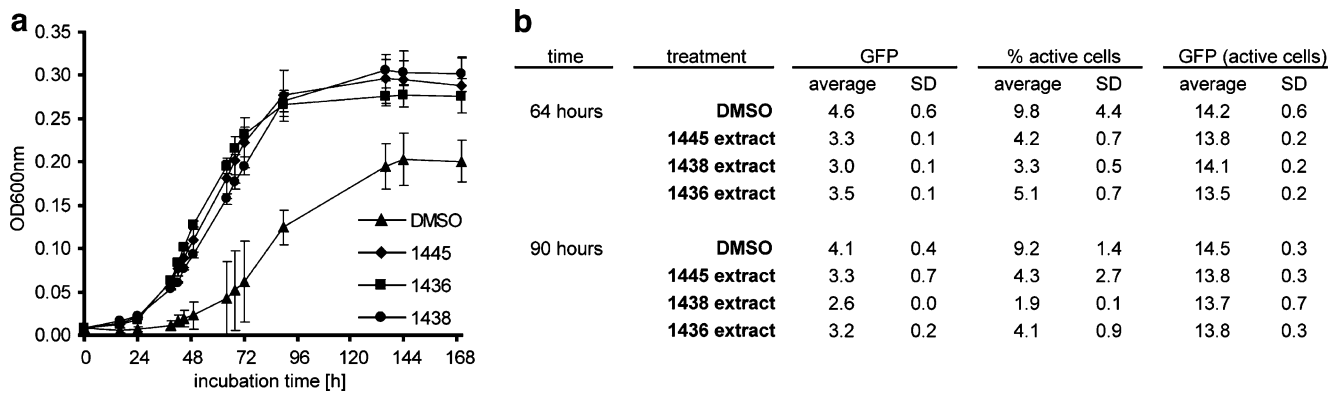 a
0.35
0.30
0.25
0.20
0.15
0.10
0.05
0.00
OD600nm
DMSO
1445
1436
1438
0 24 48 72 96 120 144 168
incubation time [h]
b
time treatment GFP % active cells GFP (active cells)
average SD average SD average SD
64 hours DMSO 4.6 0.6 9.8 4.4 14.2 0.6
1445 extract 3.3 0.1 4.2 0.7 13.8 0.2
1438 extract 3.0 0.1 3.3 0.5 14.1 0.2
1436 extract 3.5 0.1 5.1 0.7 13.5 0.2
90 hours DMSO 4.1 0.4 9.2 1.4 14.5 0.3
1445 extract 3.3 0.7 4.3 2.7 13.8 0.3
1438 extract 2.6 0.0 1.9 0.1 13.7 0.7
1436 extract 3.2 0.2 4.1 0.9 13.8 0.3